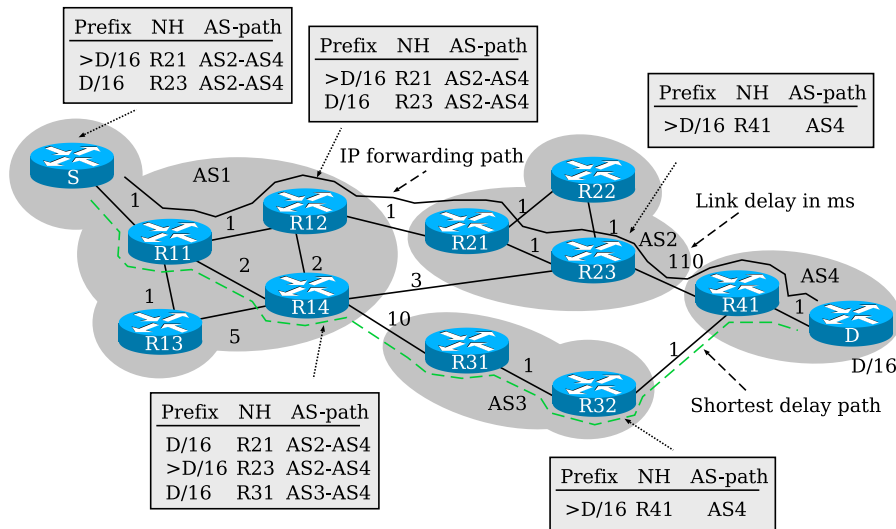 Prefix NH AS-path
>D/16 R21 AS2-AS4
D/16 R23 AS2-AS4
Prefix NH AS-path
>D/16 R21 AS2-AS4
D/16 R23 AS2-AS4
Prefix NH AS-path
>D/16 R41 AS4
IP forwarding path
S
AS1
1
R12
1
1
R11
R22
1
1
R21
1
R23
AS2
Link delay in ms
110
2
2
3
R14
1
R13
5
10
R41
AS4
1
D
D/16
R31
1
AS3
R32
1
Shortest delay path
Prefix NH AS-path
D/16 R21 AS2-AS4
>D/16 R23 AS2-AS4
D/16 R31 AS3-AS4
Prefix NH AS-path
>D/16 R41 AS4